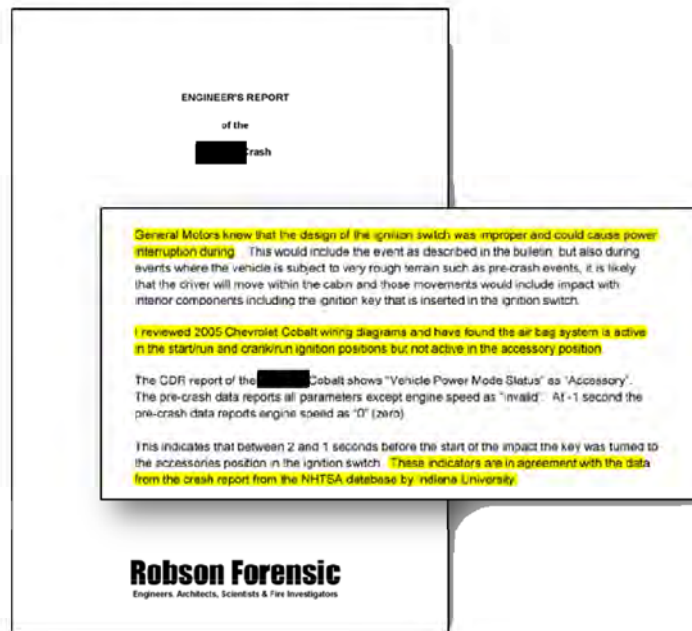 ENGINEER'S REPORT
of the
Crash
General Motors knew that the design of the ignition switch was improper and could cause power
interruption during. This would include the event as described in the bulletin, but also during
events where the vehicle is subject to very rough terrain such as pre-crash events, it is likely
that the driver will move within the cabin and those movements would include impact with
interior components including the ignition key that is inserted in the ignition switch.
I reviewed 2005 Chevrolet Cobalt wiring diagrams and have found the air bag system is active
in the start/run and crank/run ignition positions but not active in the accessory position
The CDR report of the Cobalt shows "Vehicle Power Mode Status" as "Accessory".
The pre-crash data reports all parameters except engine speed as "invalid". At -1 second the
pre-crash data reports engine speed as "0" (zero).
This indicates that between 2 and 1 seconds before the start of the impact the key was turned to
the accessories position in the ignition switch. These indicators are in agreement with the data
from the crash report from the NHTSA database by Indiana University.
Robson Forensic
Engineers, Architects, Scientists & Fire Investigators